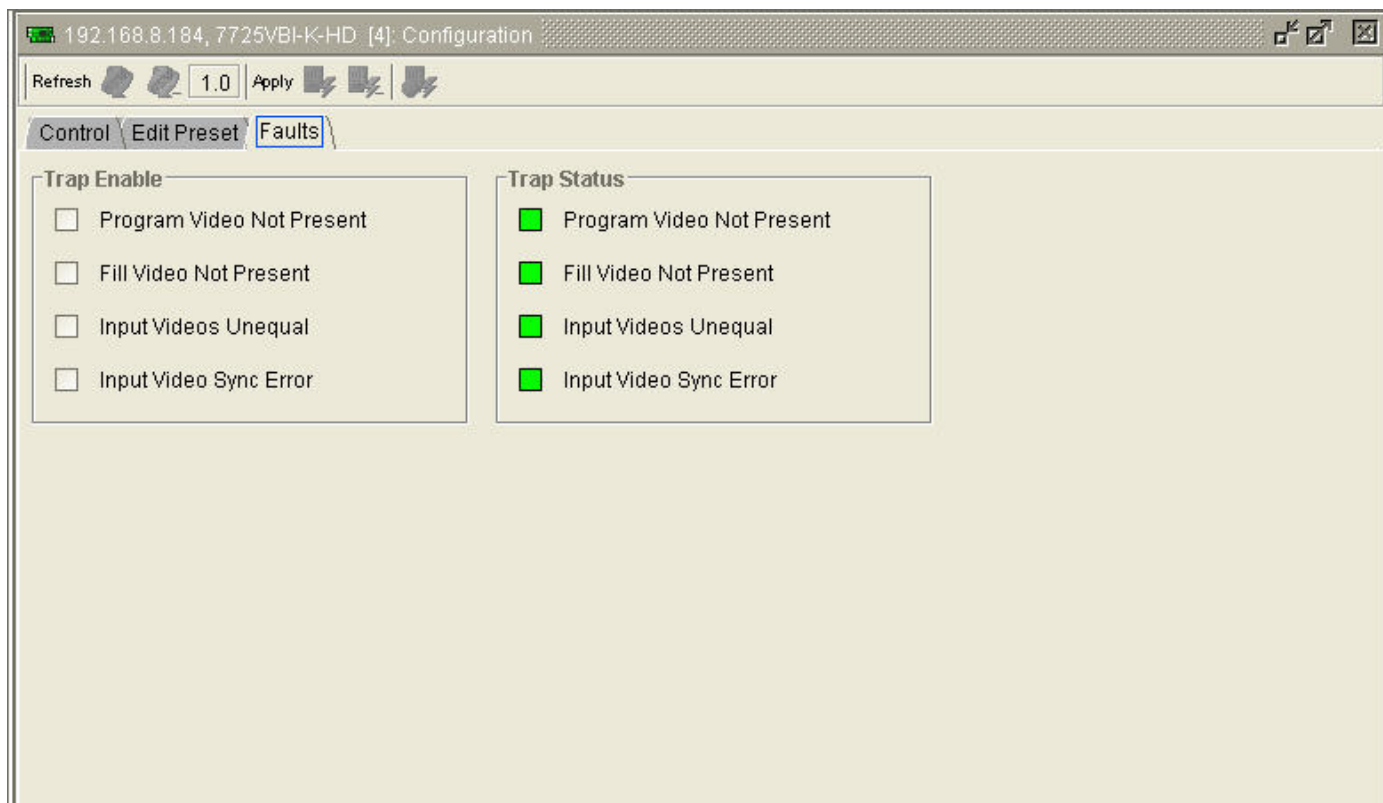 192.168.8.184, 7725VBI-K-HD [4]: Configuration
Refresh 1.0 Apply
Control Edit Preset Faults
Trap Enable
Program Video Not Present
Fill Video Not Present
Input Videos Unequal
Input Video Sync Error
Trap Status
Program Video Not Present
Fill Video Not Present
Input Videos Unequal
Input Video Sync Error